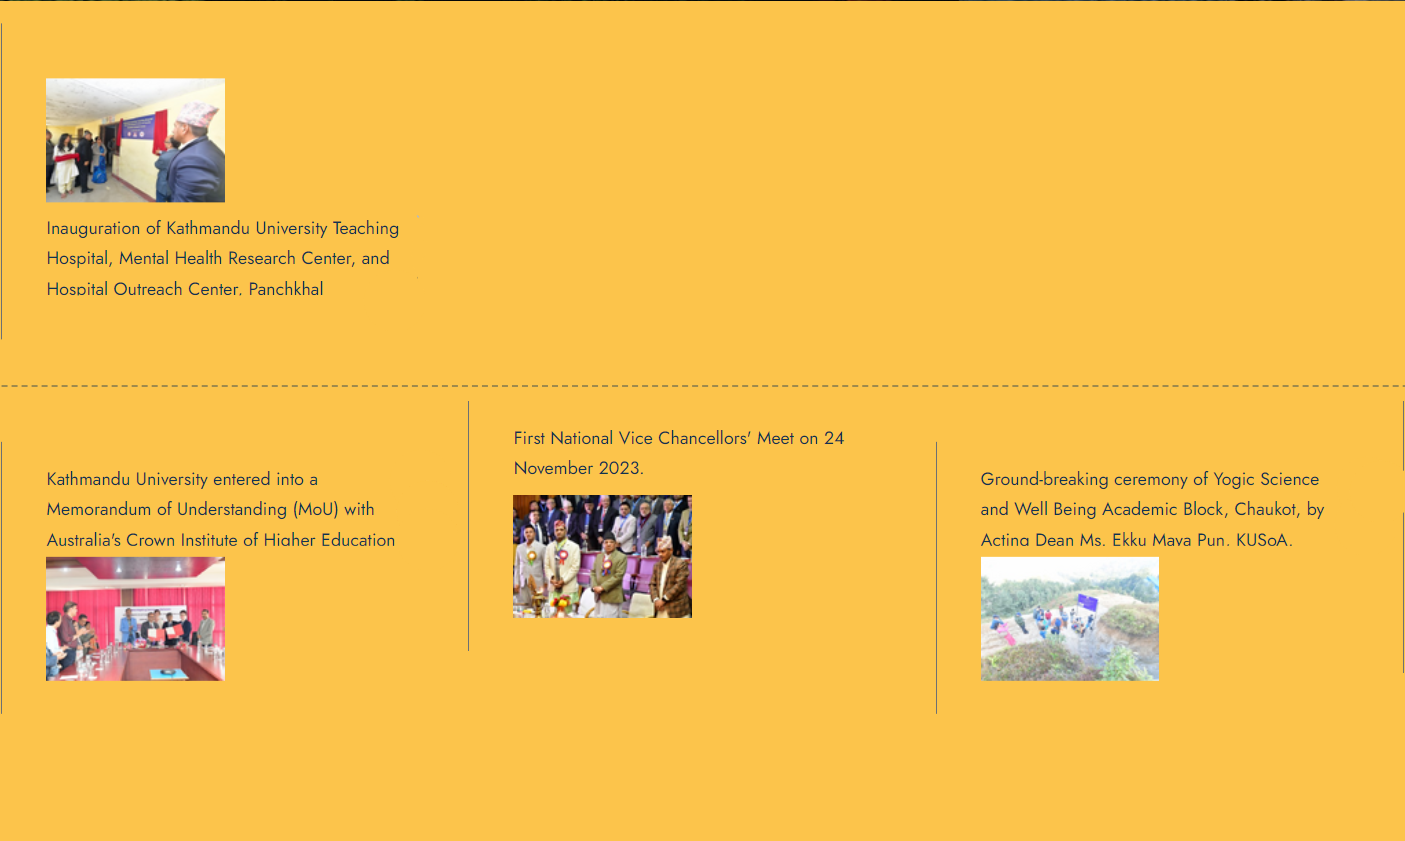 Inauguration of Kathmandu University Teaching
Hospital, Mental Health Research Center, and
Hospital Outreach Center, Panchkhal
Kathmandu University entered into a
Memorandum of Understanding (MoU) with
Australia's Crown Institute of Higher Education
First National Vice Chancellors' Meet on 24
November 2023.
Ground-breaking ceremony of Yogic Science
and Well Being Academic Block, Chaukot, by
Acting Dean Ms. Ekku Maya Pun, KUSoA.